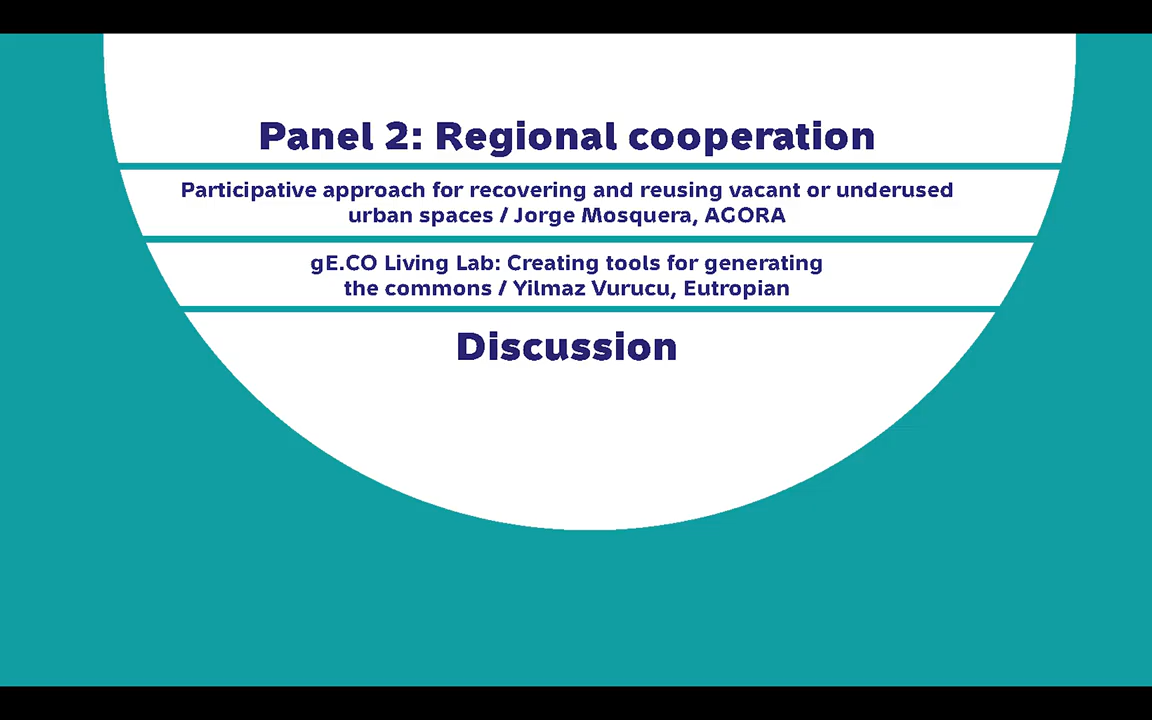 Panel 2: Regional cooperation
Participative approach for recovering and reusing vacant or underused
urban spaces / Jorge Mosquera, AGORA
gE.CO Living Lab: Creating tools for generating
the commons / Yilmaz Vurucu, Eutropian
Discussion